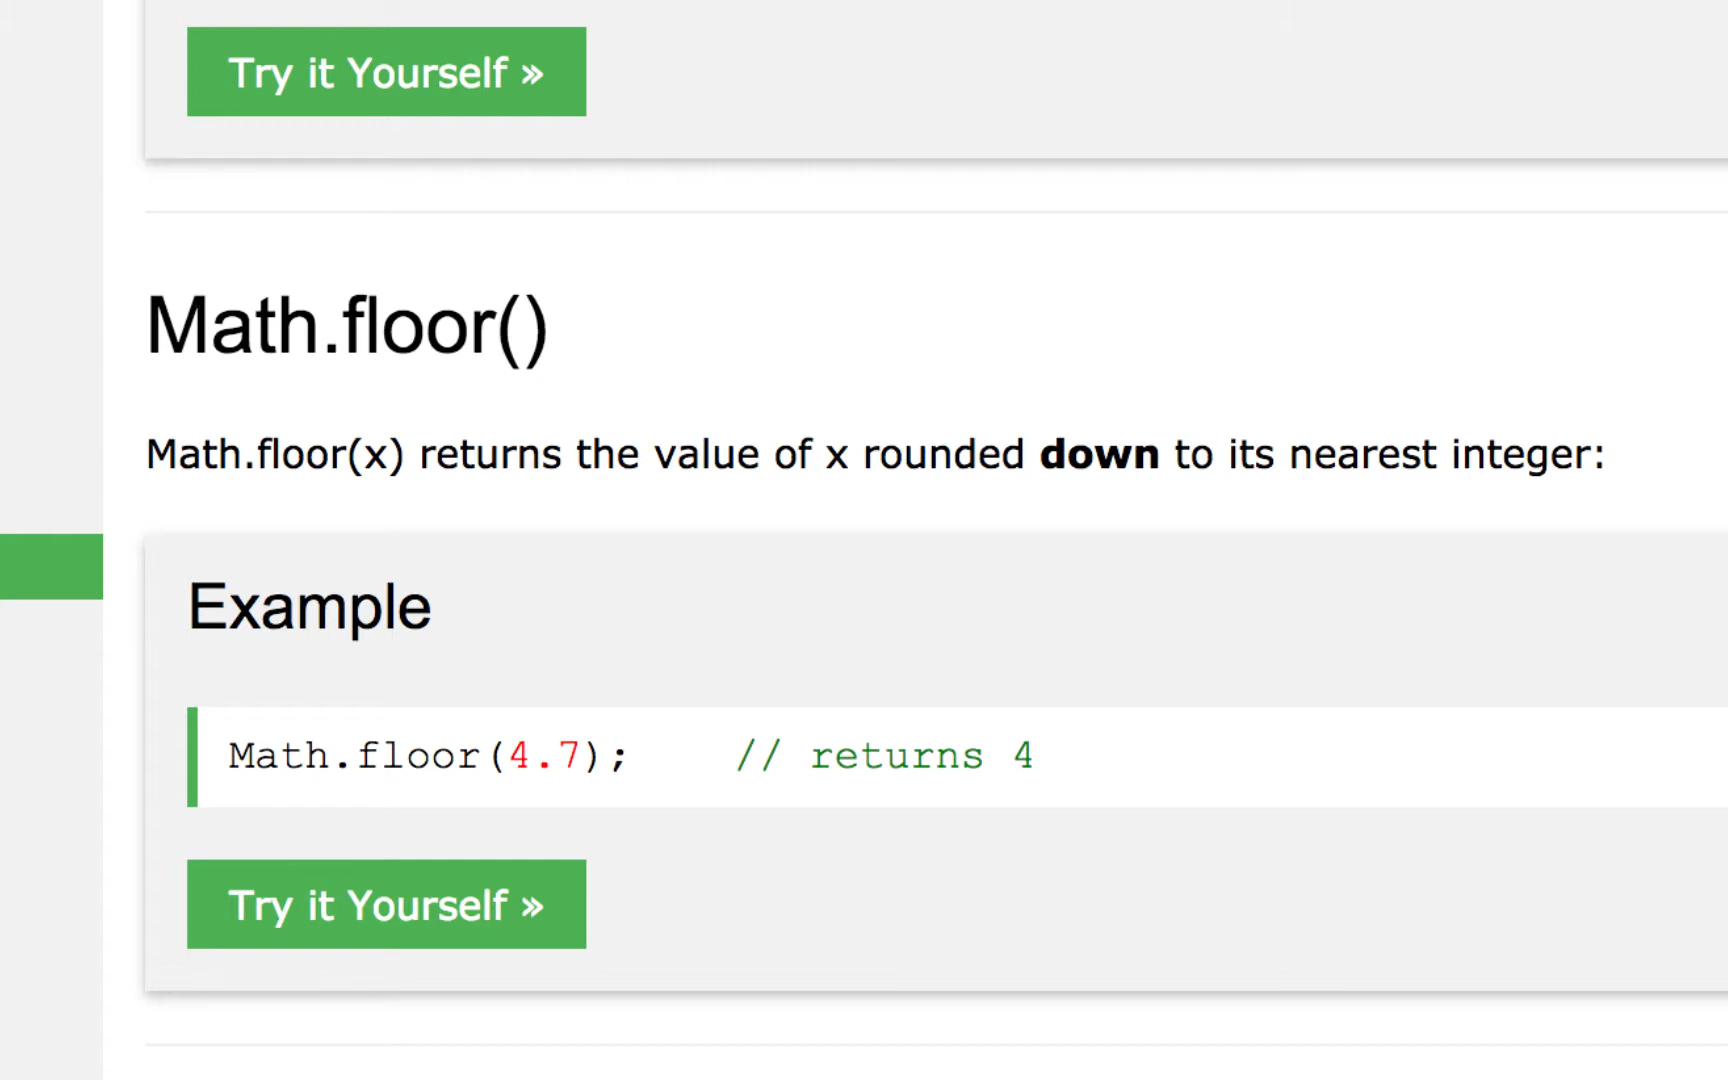 Try it Yourself »
Math.floor()
Math.floor(x) returns the value of x rounded down to its nearest integer:
Example
Math.floor(4.7);    // returns 4
Try it Yourself »